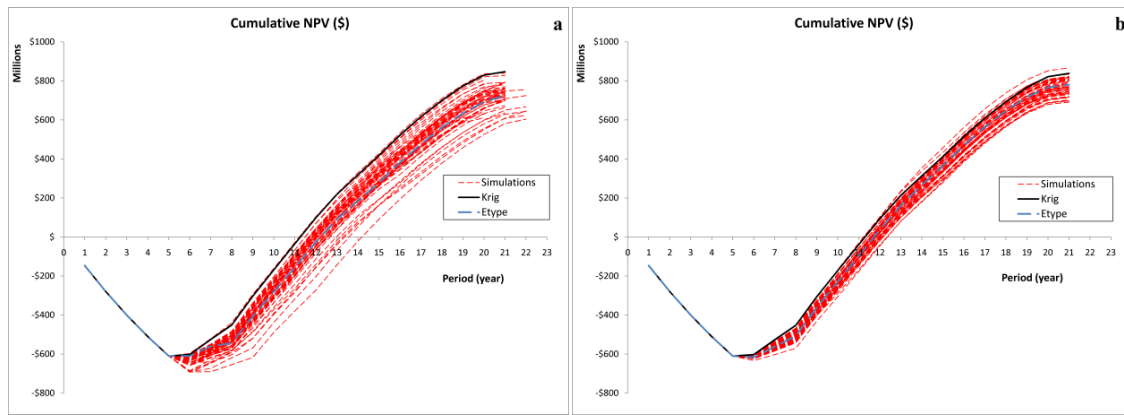 Cumulative NPV ($)
a
Millions
$1000
$800
$600
$400
$200
$
-$200
-$400
-$600
-$800
0 1 2 3 4 5 6 7 8 9 10 11 12 13 14 15 16 17 18 19 20 21 22 23
Simulations
Krig
Etype
Period (year)
Cumulative NPV ($)
b
Millions
$1000
$800
$600
$400
$200
$
-$200
-$400
-$600
-$800
0 1 2 3 4 5 6 7 8 9 10 11 12 13 14 15 16 17 18 19 20 21 22 23
Simulations
Krig
Etype
Period (year)